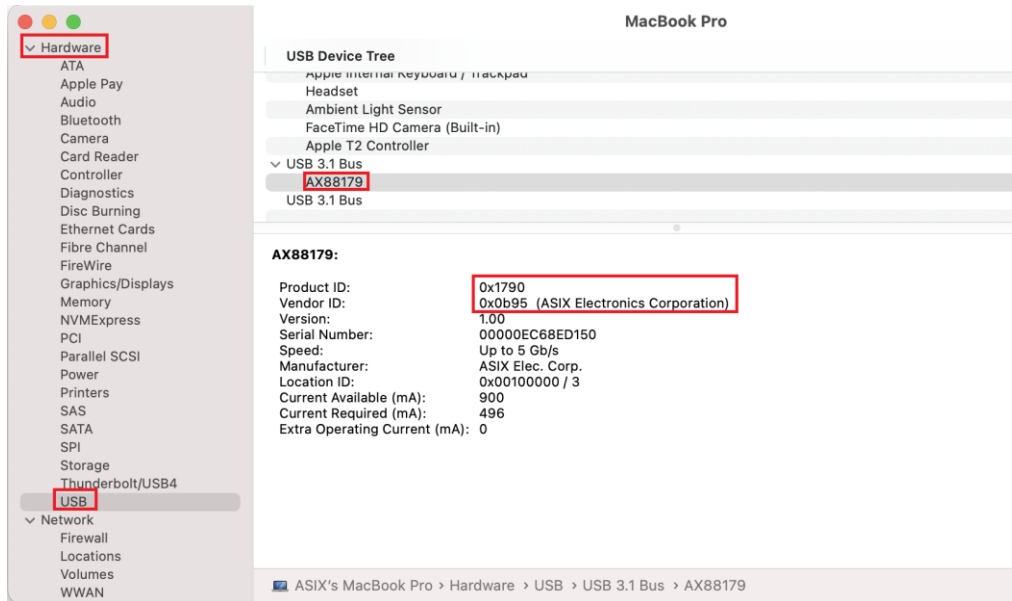 MacBook Pro
Hardware
ATA
Apple Pay
Audio
Bluetooth
Camera
Card Reader
Controller
Diagnostics
Disc Burning
Ethernet Cards
Fibre Channel
FireWire
Graphics/Displays
Memory
NVMExpress
PCI
Parallel SCSI
Power
Printers
SAS
SATA
SPI
Storage
Thunderbolt/USB4
USB
Network
Firewall
Locations
Volumes
WWAN
USB Device Tree
Apple Internal Keyboard / Trackpad
Headset
Ambient Light Sensor
FaceTime HD Camera (Built-in)
Apple T2 Controller
USB 3.1 Bus
AX88179
USB 3.1 Bus
AX88179:
Product ID: 0x1790
Vendor ID: 0x0b95 (ASIX Electronics Corporation)
Version: 1.00
Serial Number: 00000EC68ED150
Speed: Up to 5 Gb/s
Manufacturer: ASIX Elec. Corp.
Location ID: 0x00100000 / 3
Current Available (mA): 900
Current Required (mA): 496
Extra Operating Current (mA): 0
ASIX's MacBook Pro › Hardware › USB › USB 3.1 Bus › AX88179